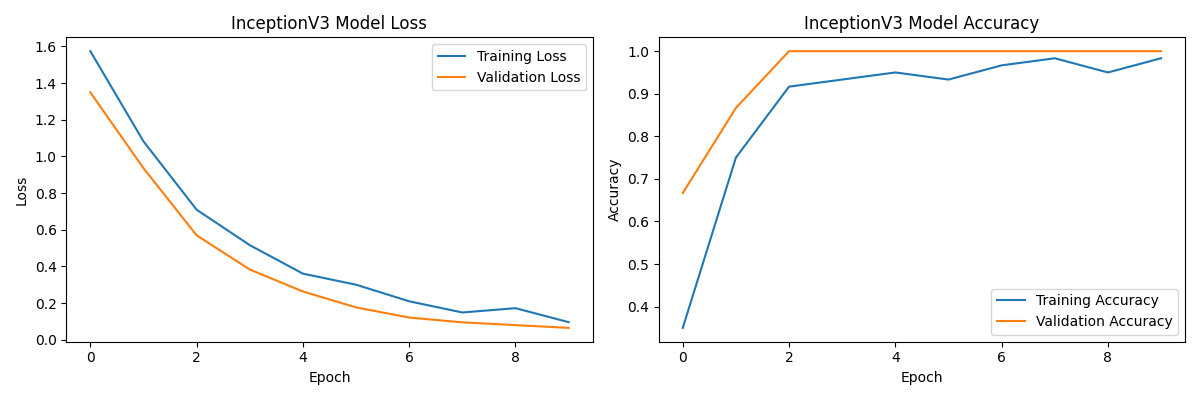 InceptionV3 Model Loss
Loss
1.6
1.4
1.2
1.0
0.8
0.6
0.4
0.2
0.0
Training Loss
Validation Loss
0 2 4 6 8
Epoch
InceptionV3 Model Accuracy
Accuracy
1.0
0.9
0.8
0.7
0.6
0.5
0.4
Training Accuracy
Validation Accuracy
0 2 4 6 8
Epoch